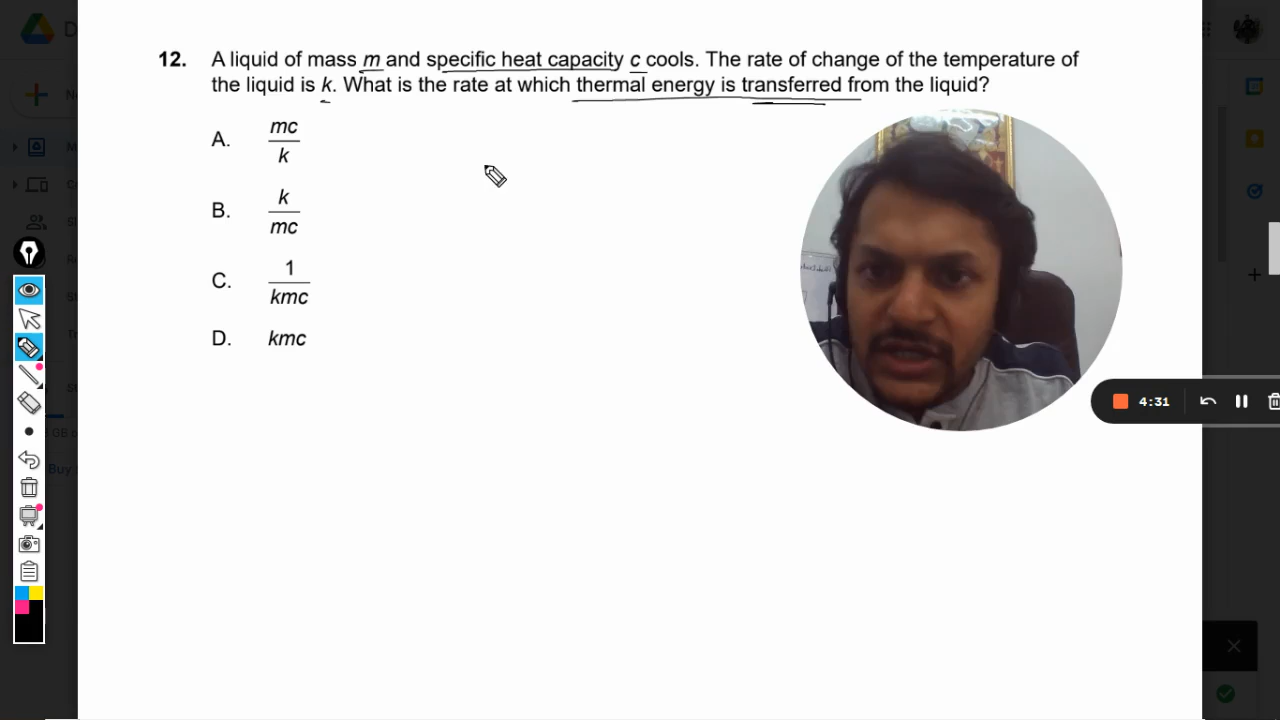 12. A liquid of mass m and specific heat capacity c cools. The rate of change of the temperature of
the liquid is k. What is the rate at which thermal energy is transferred from the liquid?
A. mc
k
B. k
mc
C. 1
kmc
D. kmc
4:31
Buy